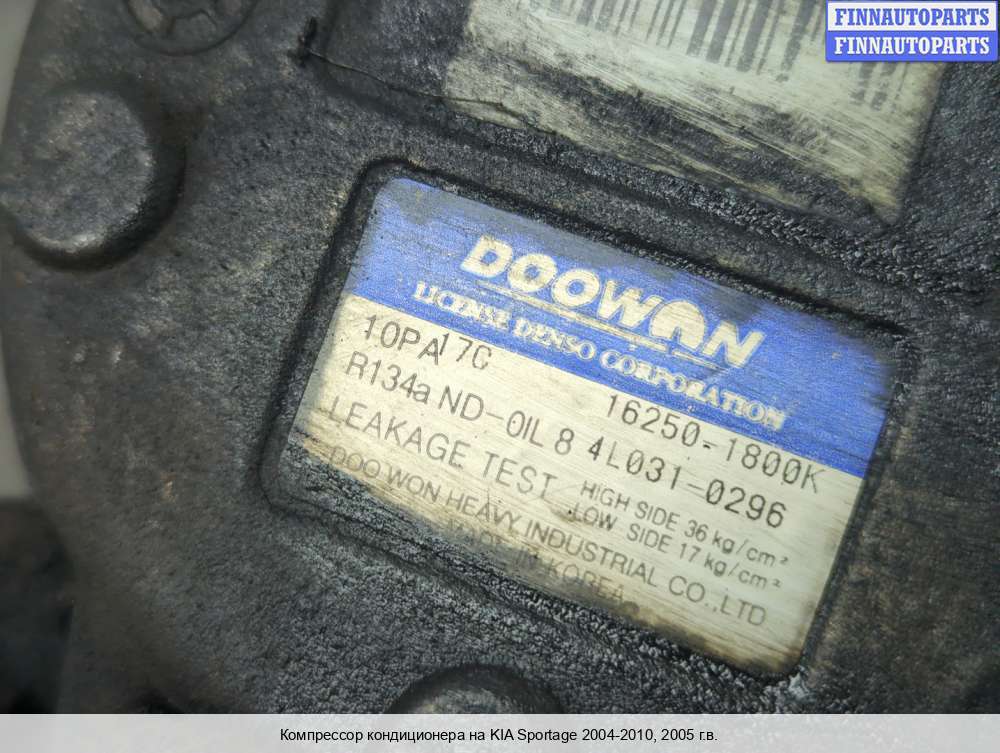 FINNAUTOPARTS
FINNAUTOPARTS
DOOWON
LICENSE DENSO CORPORATION
10PA17C 16250-1800K
R134a ND-OIL 8 4L031-0296
LEAKAGE TEST HIGH SIDE 36 kg/cm²
LOW SIDE 17 kg/cm²
DOO WON HEAVY INDUSTRIAL CO.,LTD
MADE IN KOREA
Компрессор кондиционера на KIA Sportage 2004-2010, 2005 г.в.